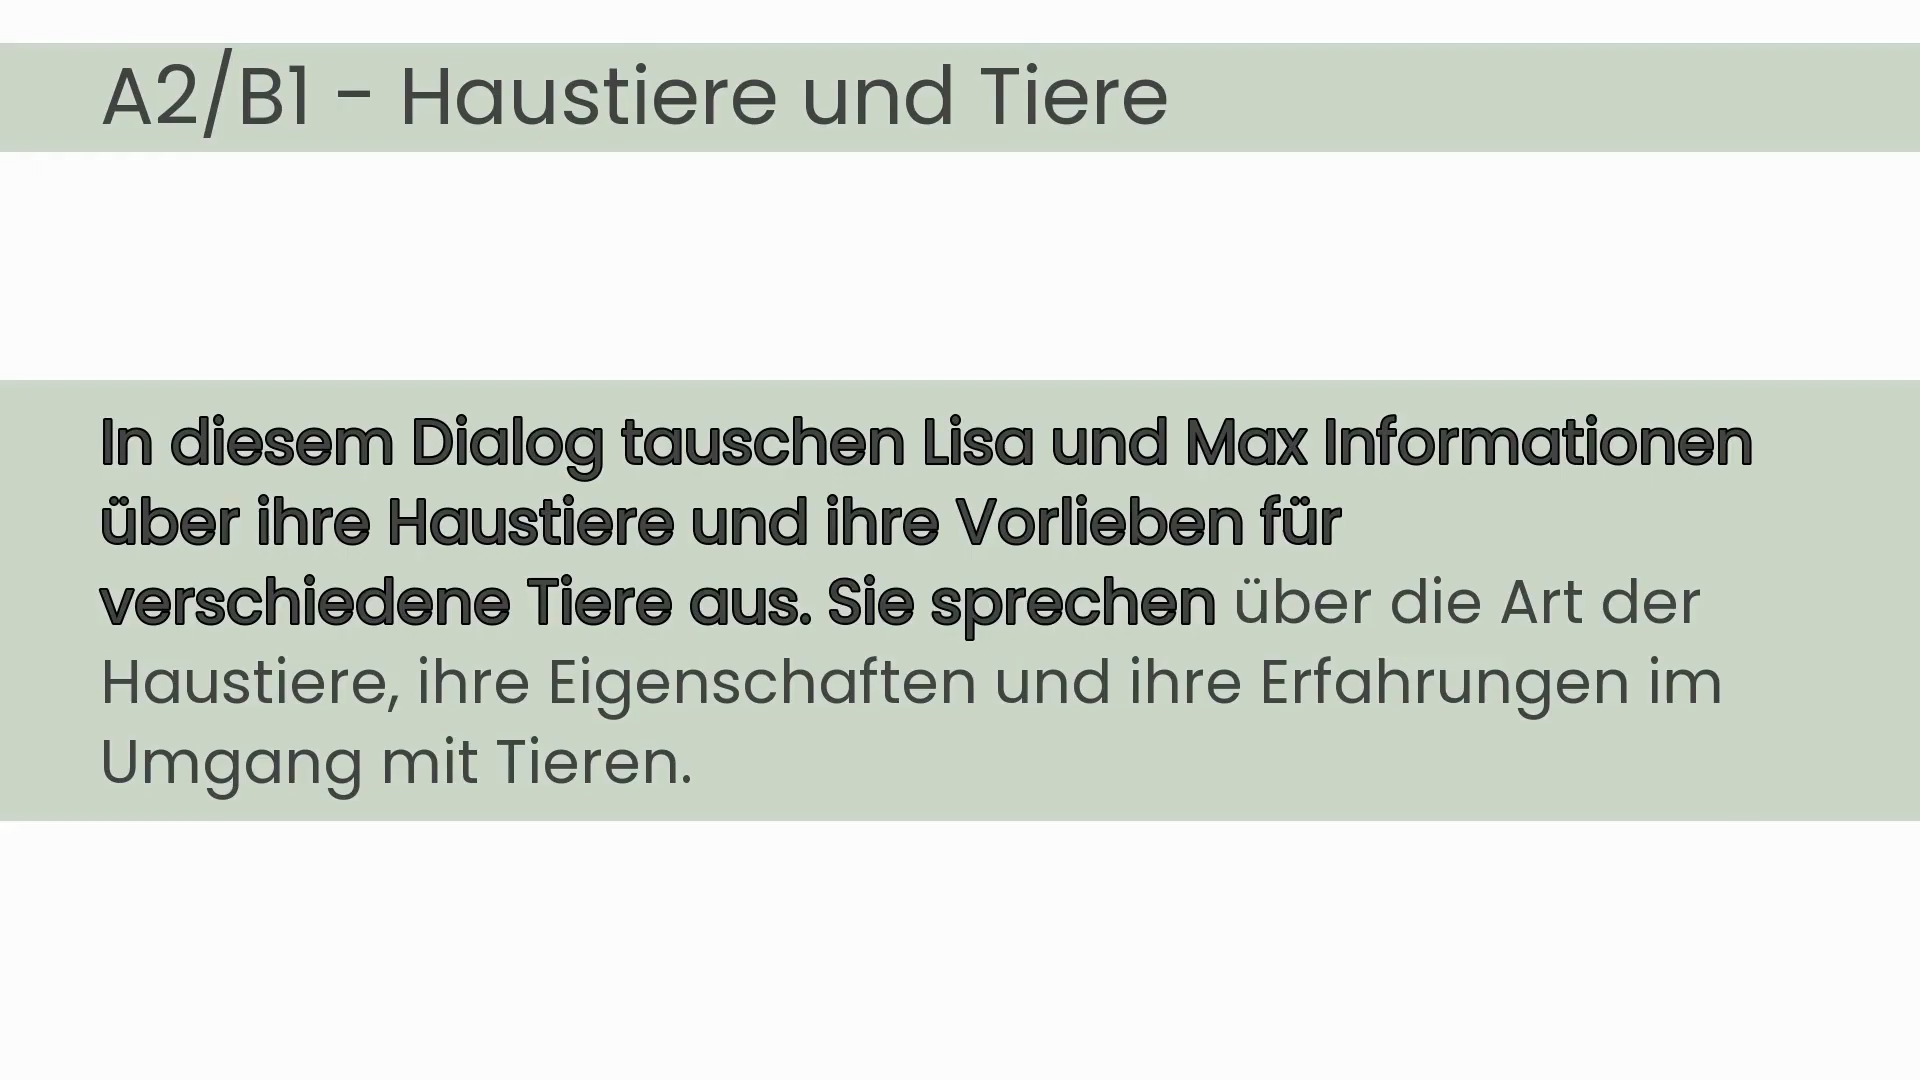 A2/B1 - Haustiere und Tiere
In diesem Dialog tauschen Lisa und Max Informationen
über ihre Haustiere und ihre Vorlieben für
verschiedene Tiere aus. Sie sprechen über die Art der
Haustiere, ihre Eigenschaften und ihre Erfahrungen im
Umgang mit Tieren.